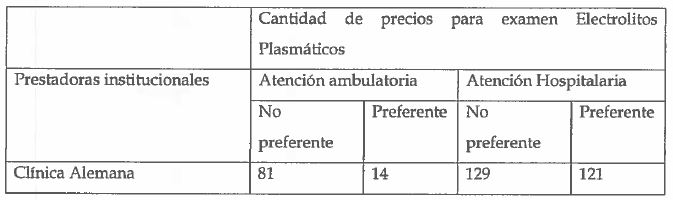 Cantidad de precios para examen Electrolitos
Plasmáticos
Prestadoras institucionales
Atención ambulatoria
Atención Hospitalaria
No
preferente
Preferente
No
preferente
Preferente
Clínica Alemana
81
14
129
121